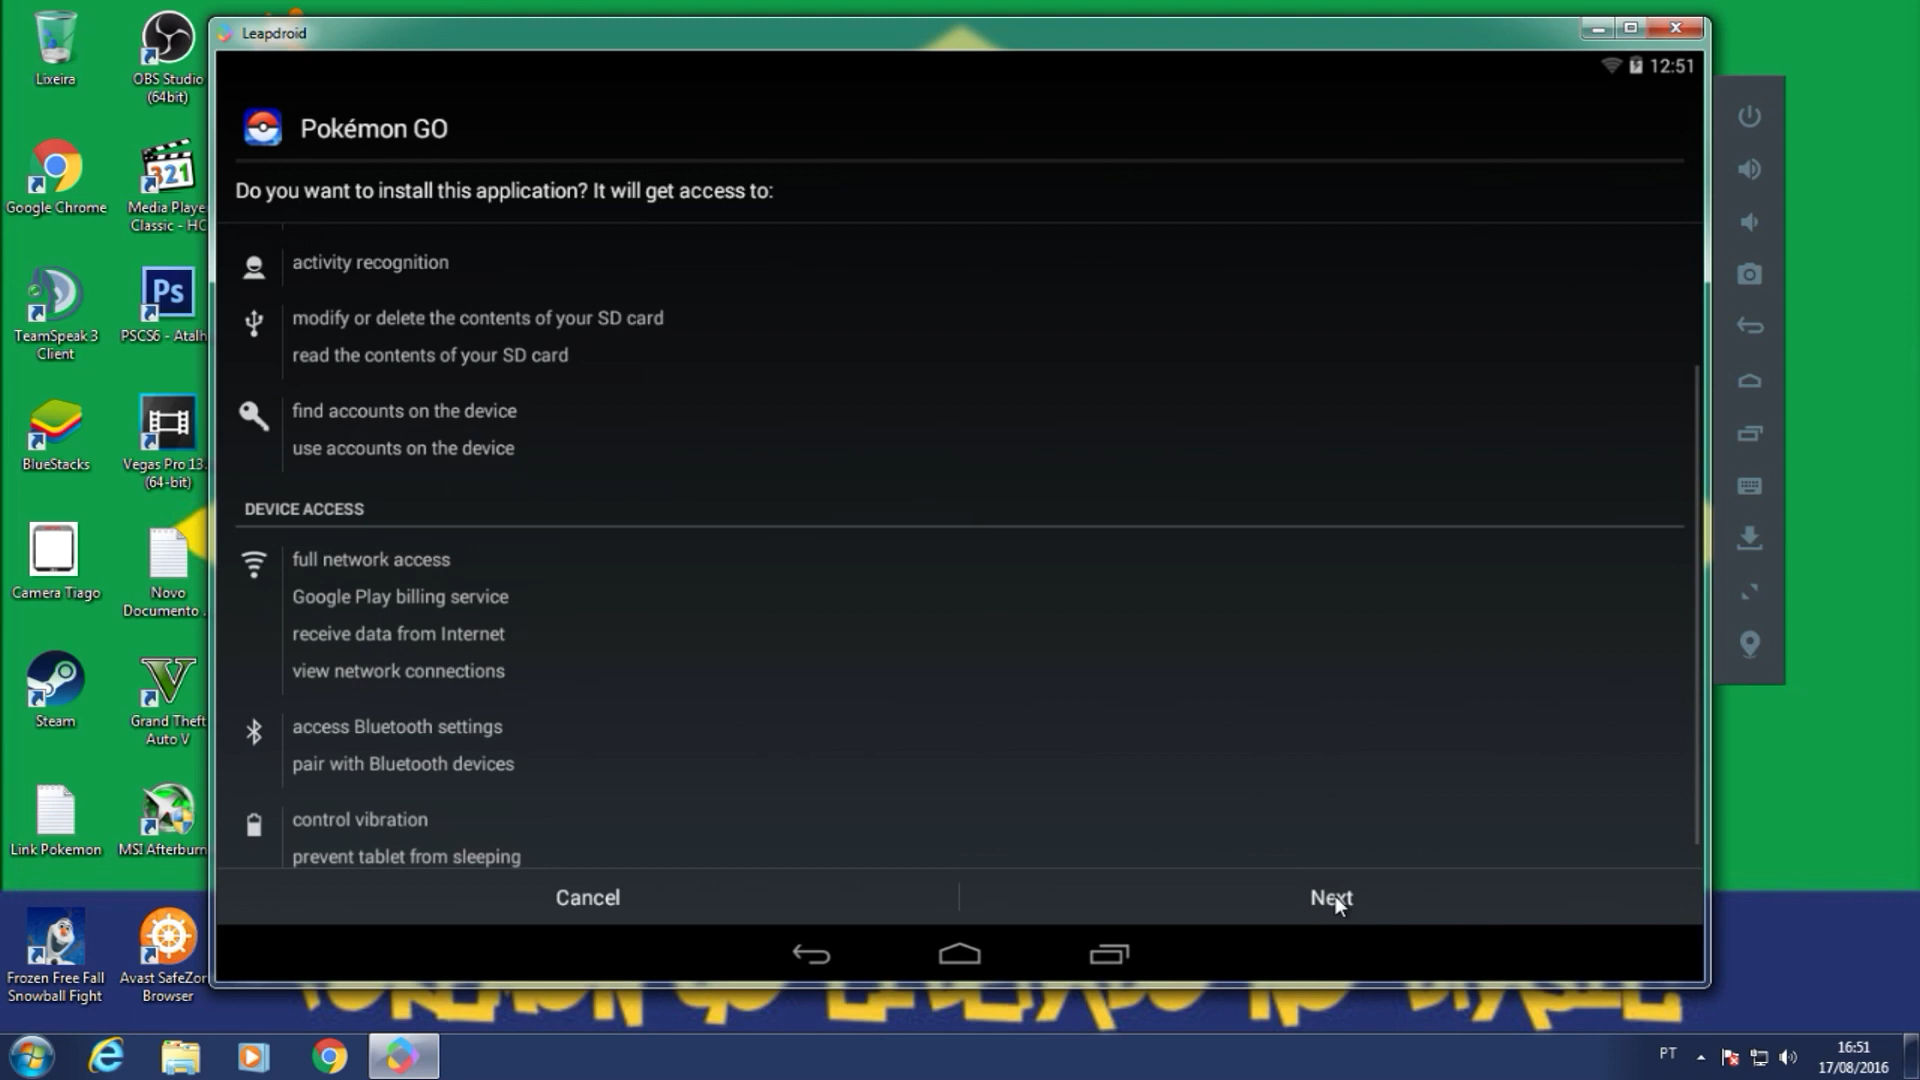 Leapdroid
12:51
Pokémon GO
Do you want to install this application? It will get access to:
activity recognition
modify or delete the contents of your SD card
read the contents of your SD card
find accounts on the device
use accounts on the device
DEVICE ACCESS
full network access
Google Play billing service
receive data from Internet
view network connections
access Bluetooth settings
pair with Bluetooth devices
control vibration
prevent tablet from sleeping
Cancel
Next
Lixeira
OBS Studio
(64bit)
Google Chrome
321
Media Playe
Classic - HC
TeamSpeak 3
Client
Ps
PSCS6 - Atalh
BlueStacks
Vegas Pro 13.
(64-bit)
Camera Tiago
Novo
Documento .
Steam
V
Grand Theft
Auto V
Link Pokemon
MSI Afterburn
Frozen Free Fall
Snowball Fight
Avast SafeZon
Browser
PT
16:51
17/08/2016